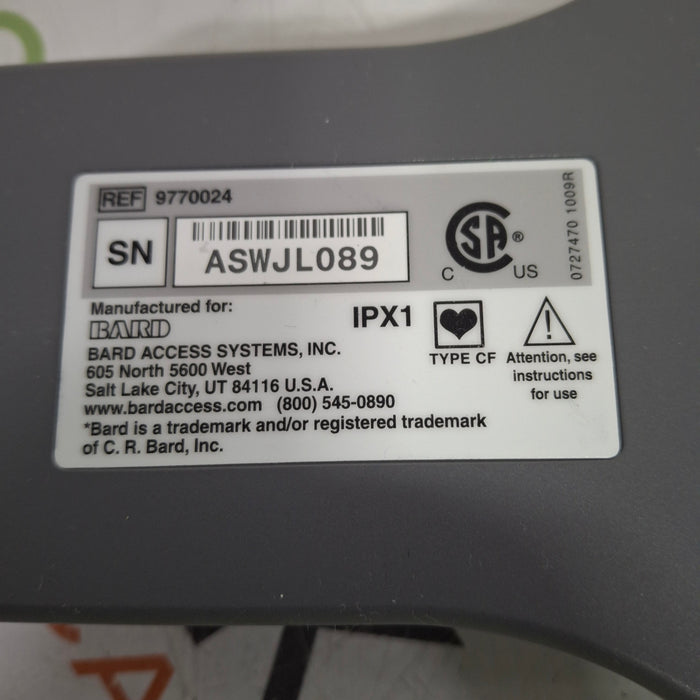 REF 9770024
SN
ASWJL089
CSA®
C US
0727470 1009R
Manufactured for:
BARD
BARD ACCESS SYSTEMS, INC.
605 North 5600 West
Salt Lake City, UT 84116 U.S.A.
www.bardaccess.com (800) 545-0890
*Bard is a trademark and/or registered trademark
of C. R. Bard, Inc.
IPX1
TYPE CF
!
Attention, see
instructions
for use